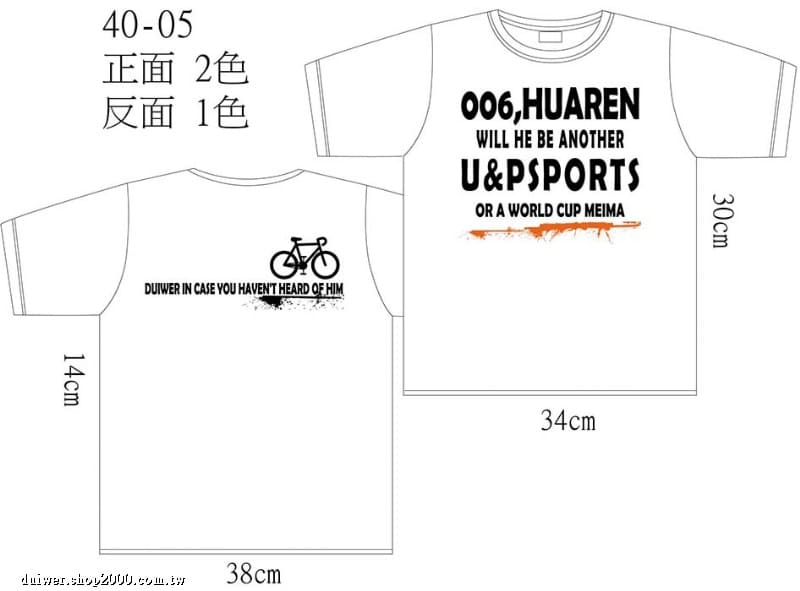 40-05
正面 2色
反面 1色
006,HUAREN
WILL HE BE ANOTHER
U&PSPORTS
OR A WORLD CUP MEIMA
30cm
34cm
DUIWER IN CASE YOU HAVEN'T HEARD OF HIM
14cm
38cm
duiwer.shop2000.com.tw